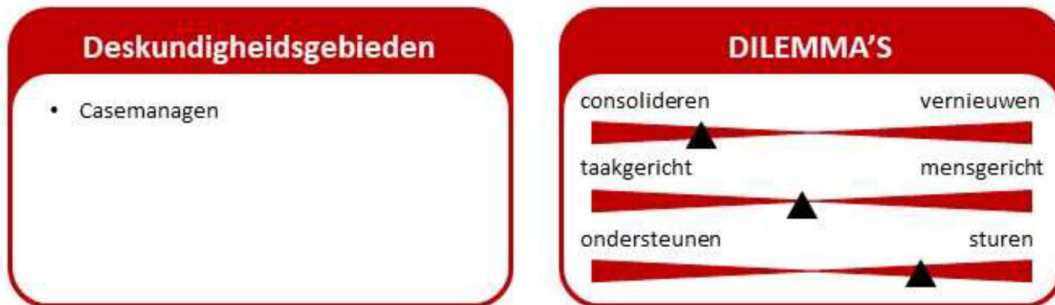 Deskundigheidsgebieden
• Casemanagen
DILEMMA'S
consolideren vernieuwen
taakgericht mensgericht
ondersteunen sturen